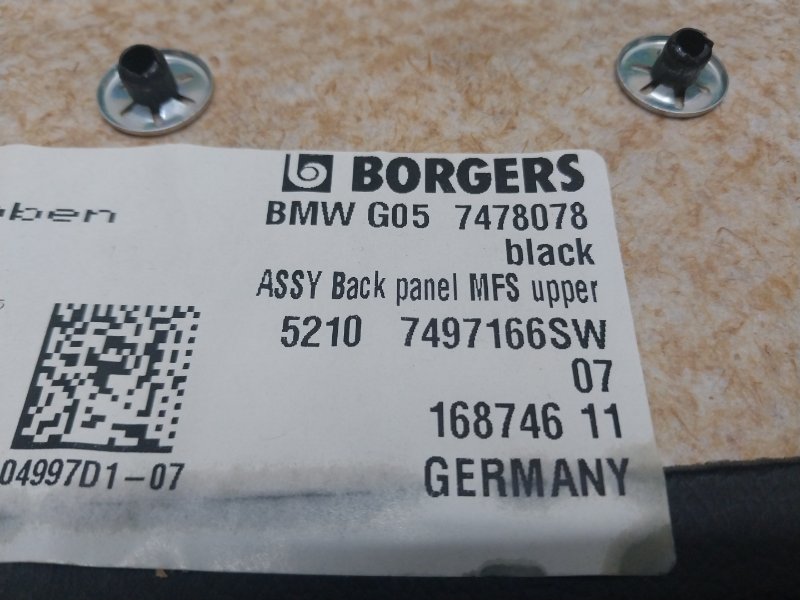 BORGERS
BMW G05 7478078
black
ASSY Back panel MFS upper
5210 7497166SW
07
168746 11
04997D1-07
GERMANY